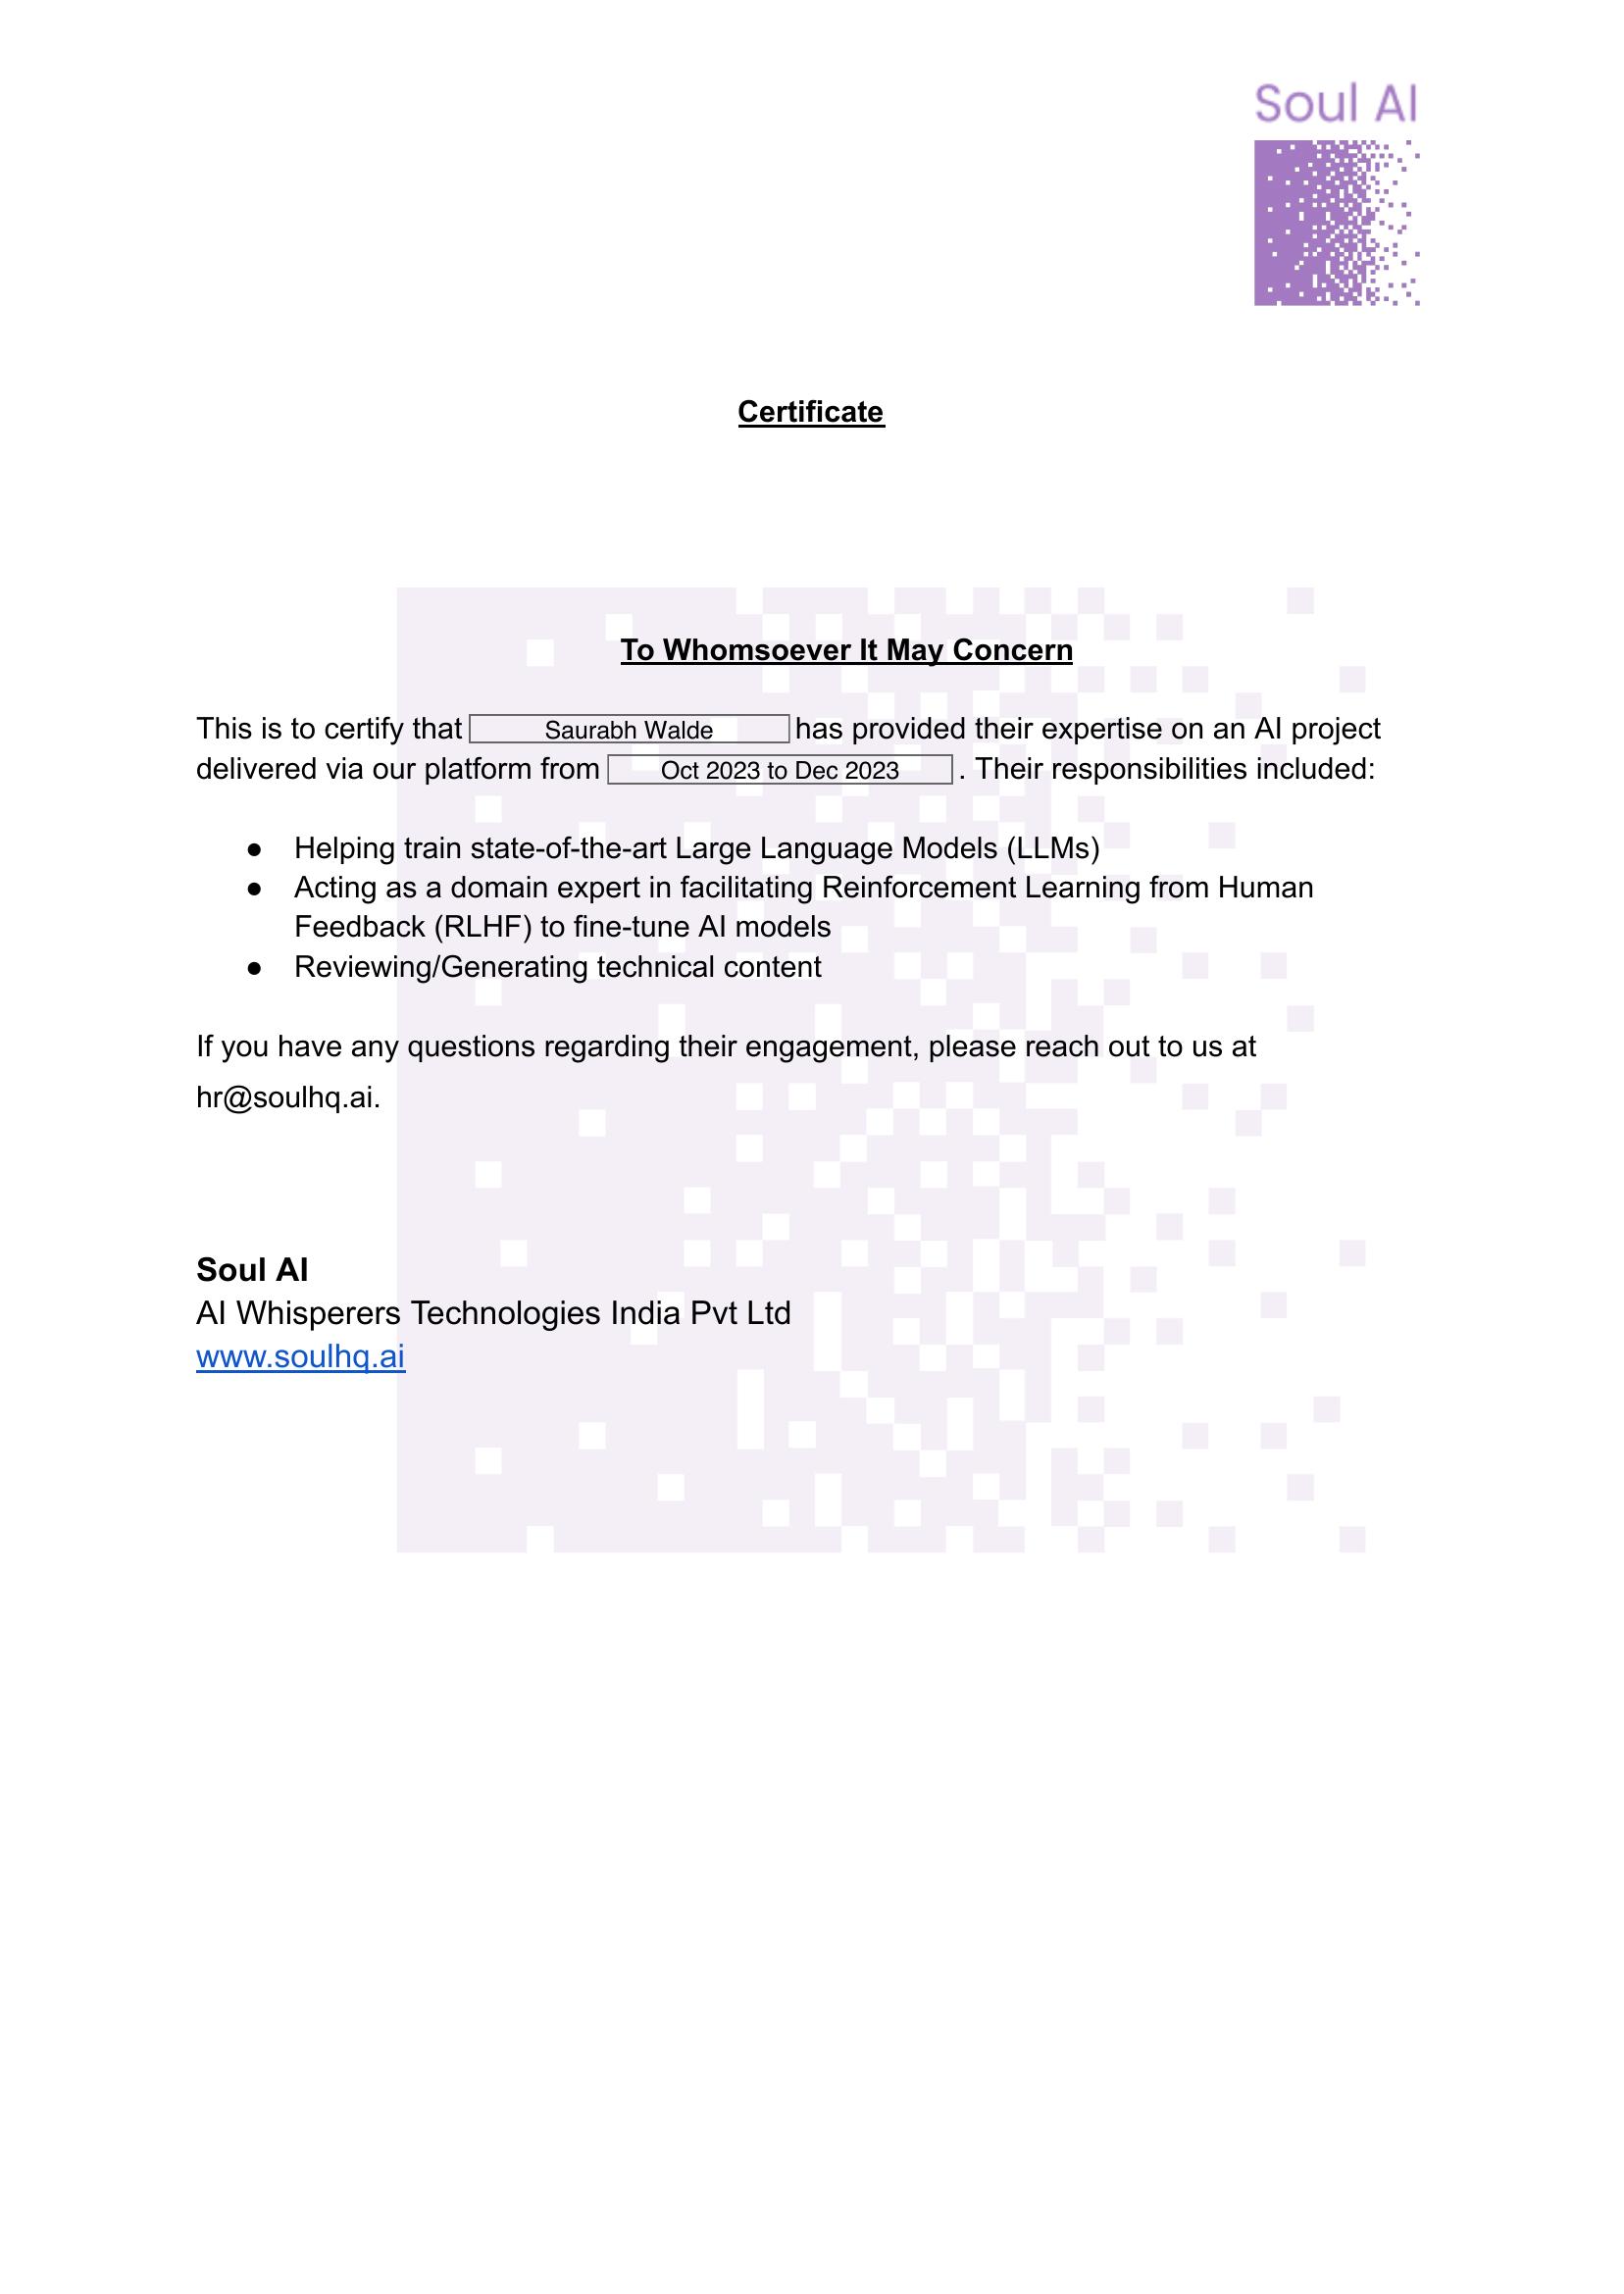 Soul AI
Certificate
To Whomsoever It May Concern
This is to certify that Saurabh Walde has provided their expertise on an AI project
delivered via our platform from Oct 2023 to Dec 2023 . Their responsibilities included:
● Helping train state-of-the-art Large Language Models (LLMs)
● Acting as a domain expert in facilitating Reinforcement Learning from Human
Feedback (RLHF) to fine-tune AI models
● Reviewing/Generating technical content
If you have any questions regarding their engagement, please reach out to us at
hr@soulhq.ai.
Soul AI
AI Whisperers Technologies India Pvt Ltd
www.soulhq.ai